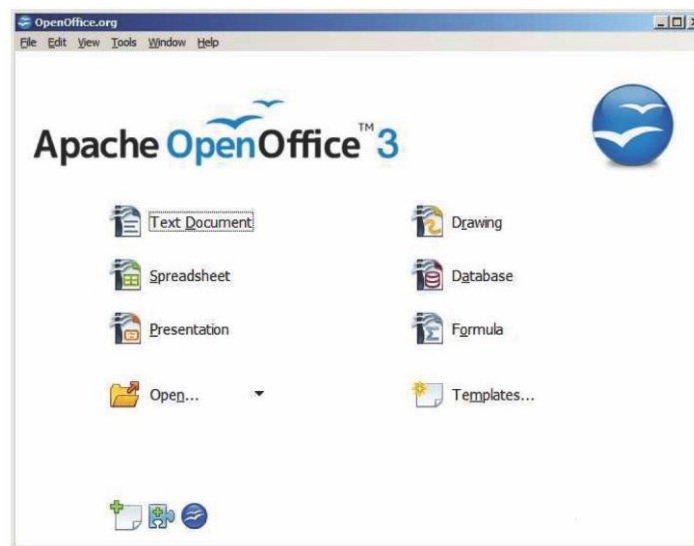 OpenOffice.org
File Edit View Tools Window Help
Apache OpenOffice™ 3
Text Document
Drawing
Spreadsheet
Database
Presentation
Formula
Open...
Templates...